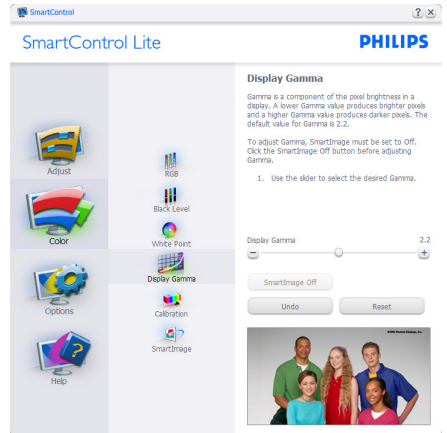 SmartControl
SmartControl Lite
PHILIPS
Adjust
Color
Options
Help
RGB
Black Level
White Point
Display Gamma
Calibration
SmartImage
Display Gamma
Gamma is a component of the pixel brightness in a
display. A lower Gamma value produces brighter pixels
and a higher Gamma value produces darker pixels. The
default value for Gamma is 2.2.
To adjust Gamma, SmartImage must be set to Off.
Click the SmartImage Off button before adjusting
Gamma.
1. Use the slider to select the desired Gamma.
Display Gamma 2.2
SmartImage Off
Undo Reset